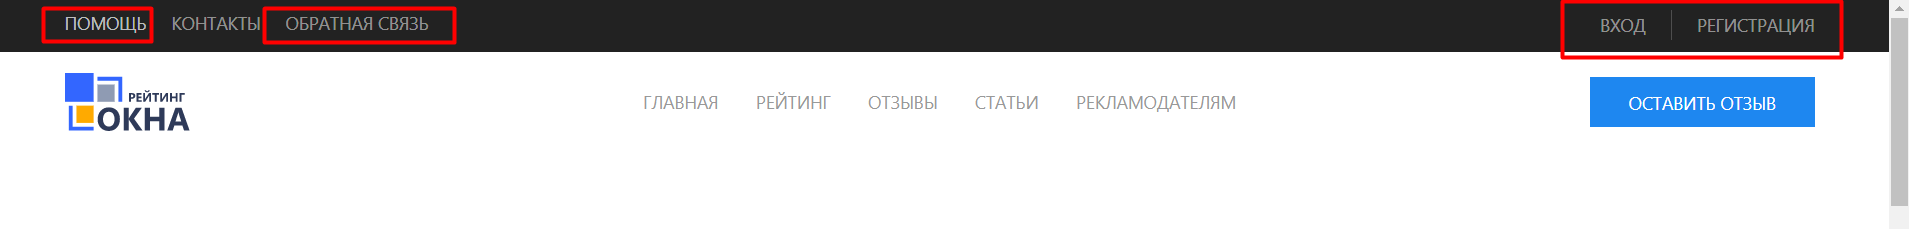 ПОМОЩЬ КОНТАКТЫ ОБРАТНАЯ СВЯЗЬ ВХОД РЕГИСТРАЦИЯ
РЕЙТИНГ
ОКНА
ГЛАВНАЯ РЕЙТИНГ ОТЗЫВЫ СТАТЬИ РЕКЛАМОДАТЕЛЯМ
ОСТАВИТЬ ОТЗЫВ